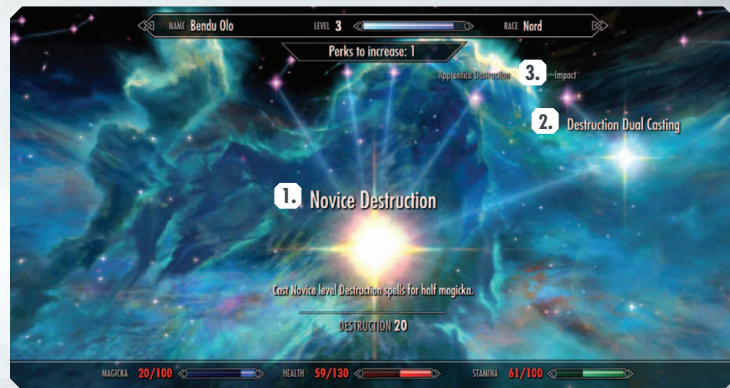 NAME Bendu Olo LEVEL 3 RACE Nord
Perks to increase: 1
Apprentice Destruction 3. Impact
2. Destruction Dual Casting
1. Novice Destruction
Cast Novice level Destruction spells for half magicka.
DESTRUCTION 20
MAGICKA 20/100 HEALTH 59/130 STAMINA 61/100